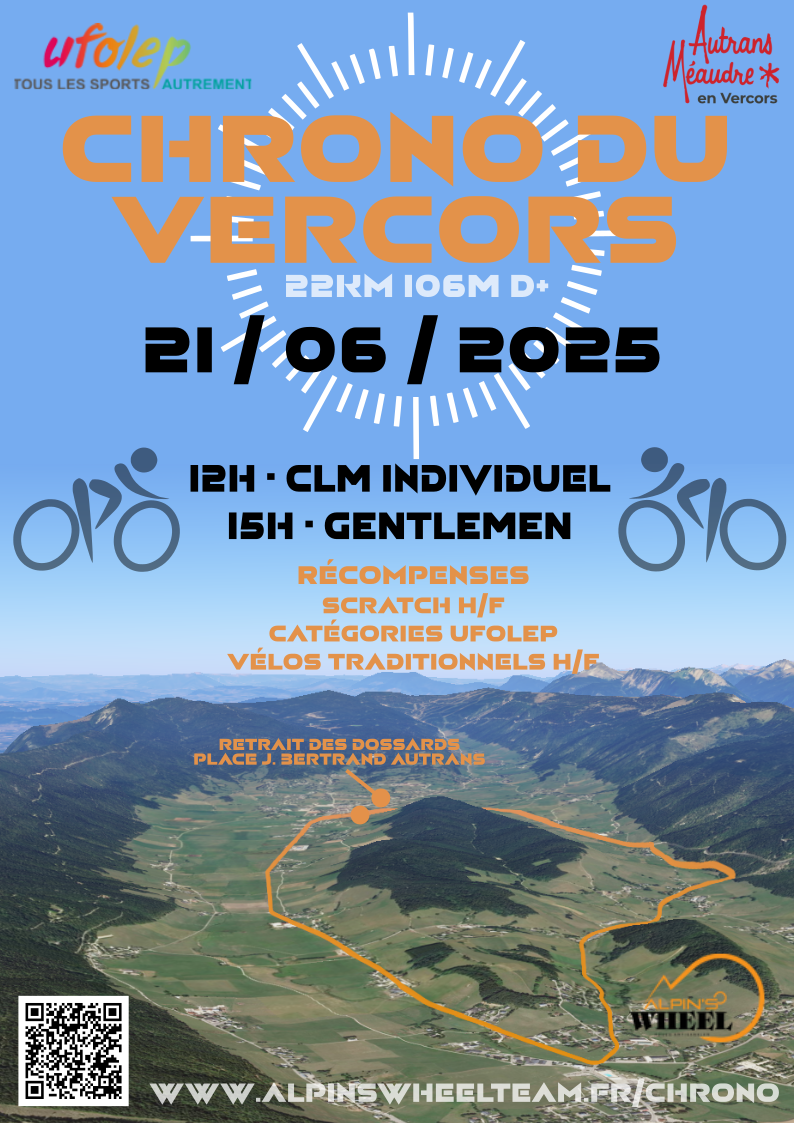 ufolep
TOUS LES SPORTS AUTREMENT
Autrans
Méaudre
en Vercors
CHRONO DU
VERCORS
22KM 106M D+
21 / 06 / 2025
12H · CLM INDIVIDUEL
15H · GENTLEMEN
RÉCOMPENSES
SCRATCH H/F
CATÉGORIES UFOLEP
VÉLOS TRADITIONNELS H/F
RETRAIT DES DOSSARDS
PLACE J. BERTRAND AUTRANS
ALPIN'S
WHEEL
WWW.ALPINSWHEELTEAM.FR/CHRONO